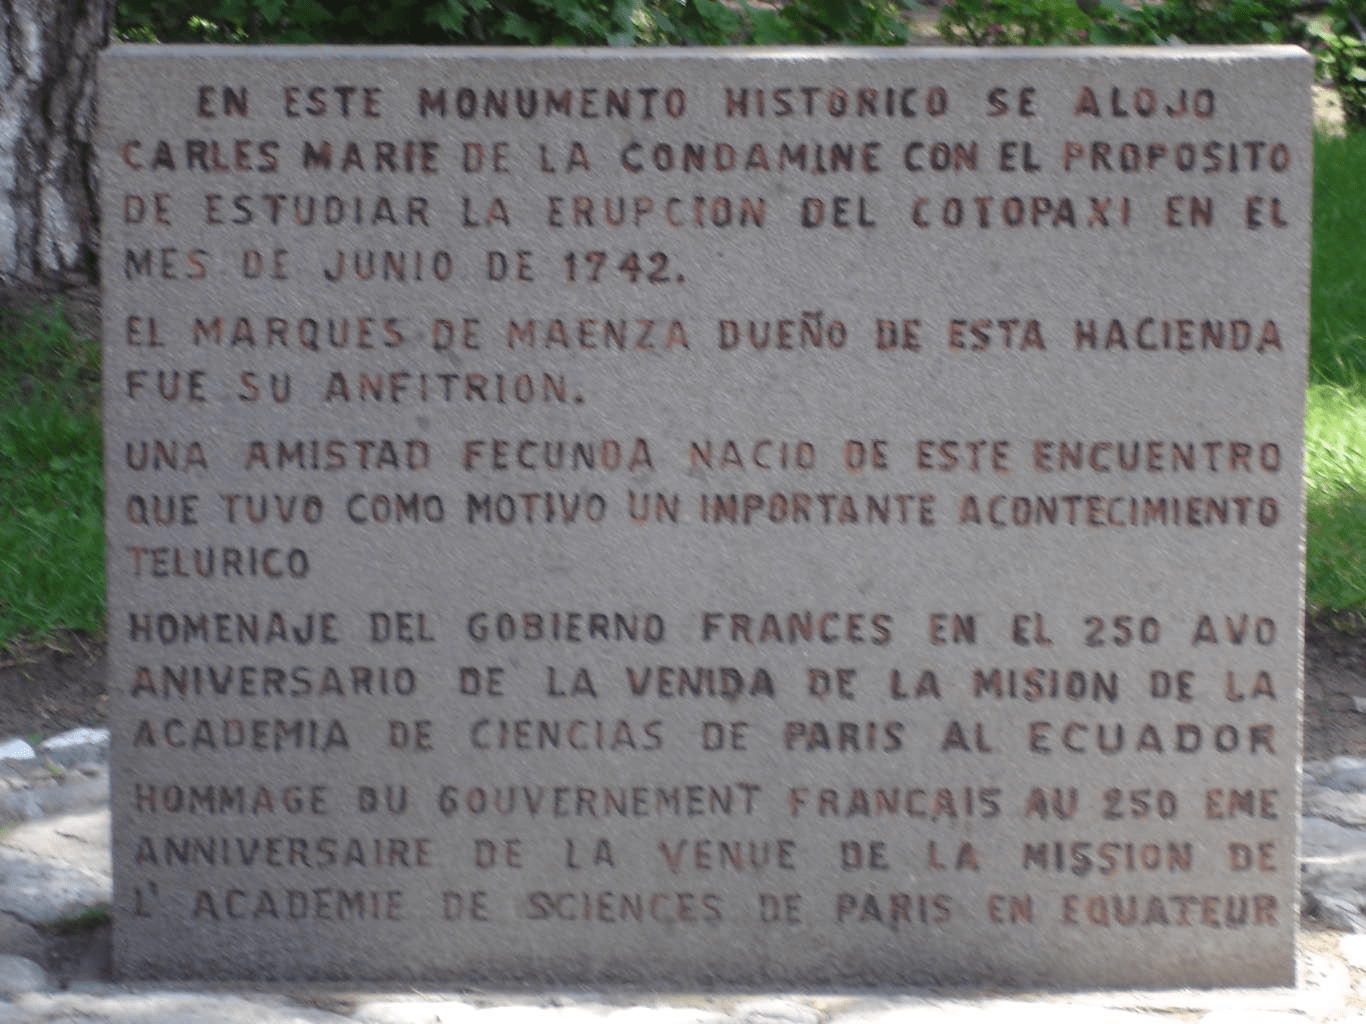 EN ESTE MONUMENTO HISTORICO SE ALOJO
CARLES MARIE DE LA CONDAMINE CON EL PROPOSITO
DE ESTUDIAR LA ERUPCION DEL COTOPAXI EN EL
MES DE JUNIO DE 1742.
EL MARQUES DE MAENZA DUEÑO DE ESTA HACIENDA
FUE SU ANFITRION.
UNA AMISTAD FECUNDA NACIO DE ESTE ENCUENTRO
QUE TUVO COMO MOTIVO UN IMPORTANTE ACONTECIMIENTO
TELURICO
HOMENAJE DEL GOBIERNO FRANCES EN EL 250 AVO
ANIVERSARIO DE LA VENIDA DE LA MISION DE LA
ACADEMIA DE CIENCIAS DE PARIS AL ECUADOR
HOMMAGE DU GOUVERNEMENT FRANÇAIS AU 250 EME
ANNIVERSAIRE DE LA VENUE DE LA MISSION DE
L' ACADEMIE DE SCIENCES DE PARIS EN EQUATEUR